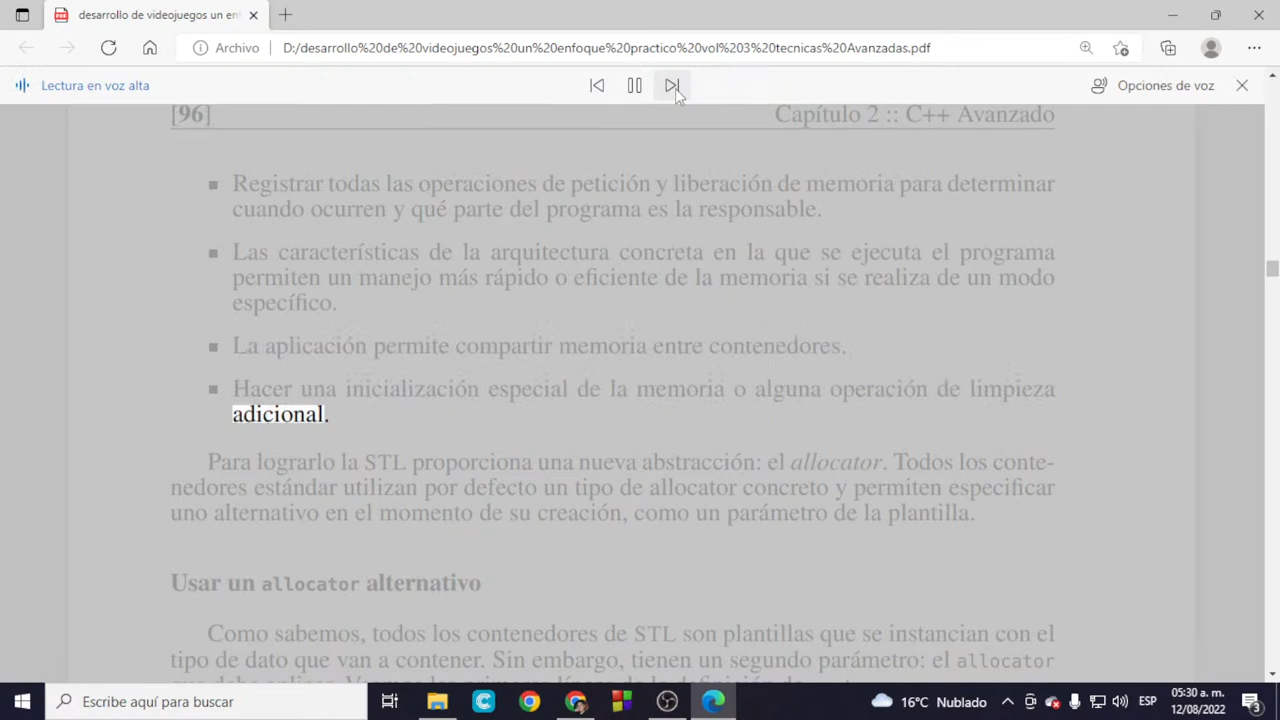 desarrollo de videojuegos un en
Archivo
D:/desarrollo%20de%20videojuegos%20un%20enfoque%20practico%20vol%203%20tecnicas%20Avanzadas.pdf
Lectura en voz alta
Opciones de voz
[96]
Capítulo 2 :: C++ Avanzado
Registrar todas las operaciones de petición y liberación de memoria para determinar
cuando ocurren y qué parte del programa es la responsable.
Las características de la arquitectura concreta en la que se ejecuta el programa
permiten un manejo más rápido o eficiente de la memoria si se realiza de un modo
específico.
La aplicación permite compartir memoria entre contenedores.
Hacer una inicialización especial de la memoria o alguna operación de limpieza
adicional.
Para lograrlo la STL proporciona una nueva abstracción: el allocator. Todos los conte-
nedores estándar utilizan por defecto un tipo de allocator concreto y permiten especificar
uno alternativo en el momento de su creación, como un parámetro de la plantilla.
Usar un allocator alternativo
Como sabemos, todos los contenedores de STL son plantillas que se instancian con el
tipo de dato que van a contener. Sin embargo, tienen un segundo parámetro: el allocator
Escribe aquí para buscar
16°C Nublado
ESP
05:30 a. m.
12/08/2022
3